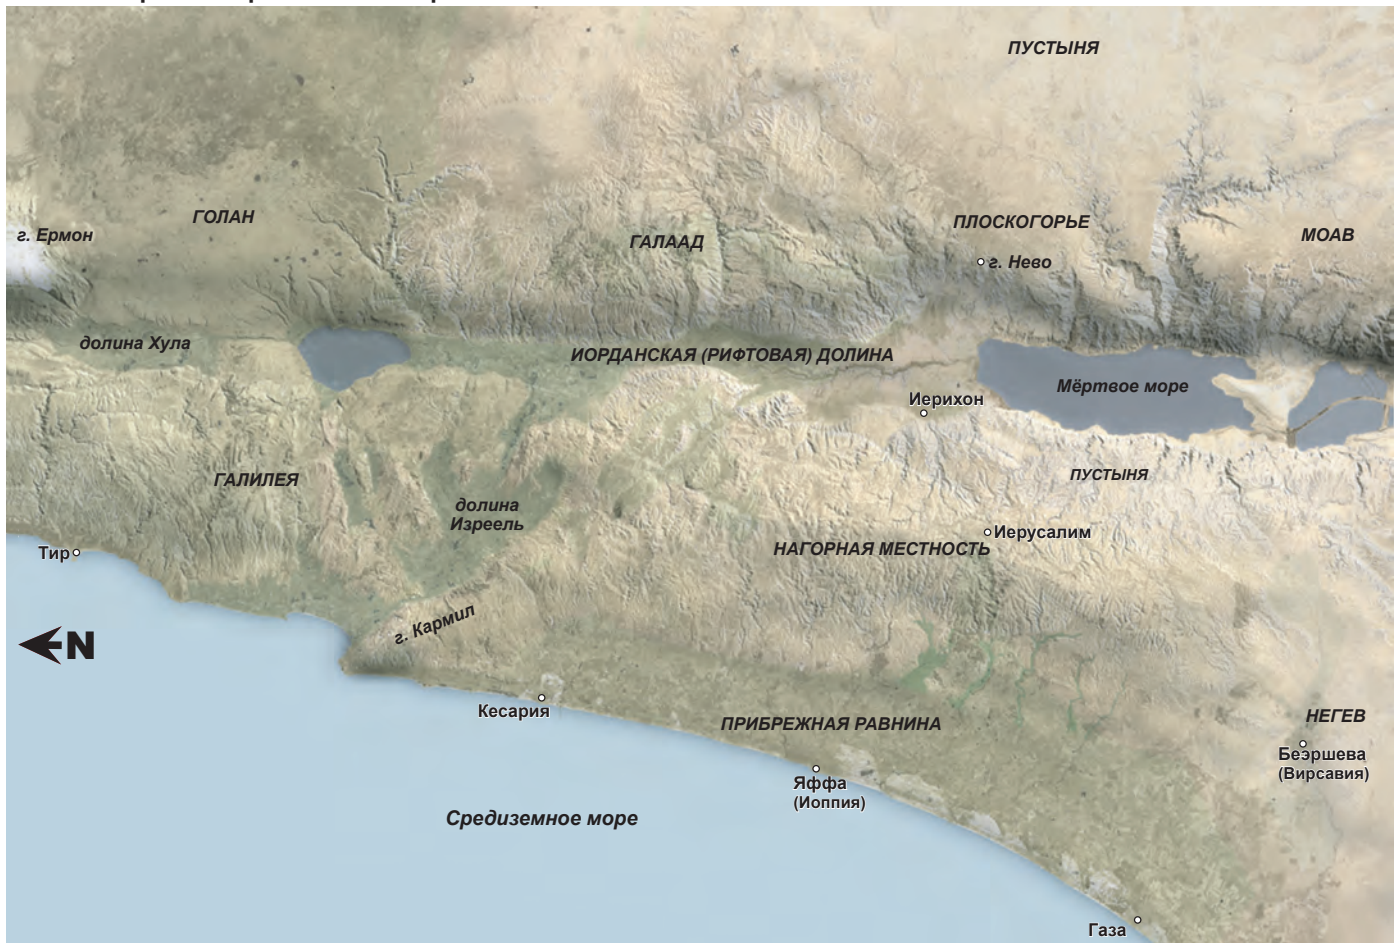 ПУСТЫНЯ
ГОЛАН
г. Ермон
ГАЛААД
ПЛОСКОГОРЬЕ
МОАВ
г. Нево
долина Хула
ИОРДАНСКАЯ (РИФТОВАЯ) ДОЛИНА
Мёртвое море
Иерихон
ГАЛИЛЕЯ
ПУСТЫНЯ
долина
Изреель
Иерусалим
НАГОРНАЯ МЕСТНОСТЬ
Тир
г. Кармил
N
Кесария
ПРИБРЕЖНАЯ РАВНИНА
НЕГЕВ
Беэршева
(Вирсавия)
Яффа
(Иоппия)
Средиземное море
Газа